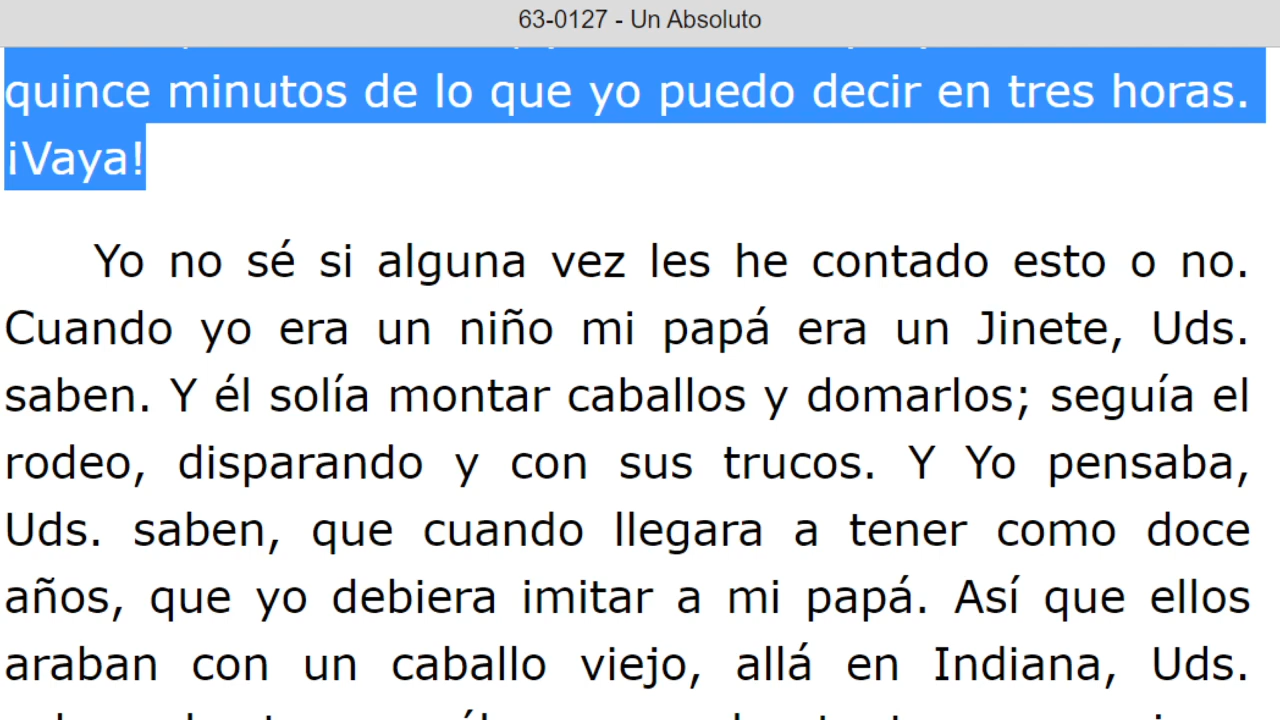 63-0127 - Un Absoluto
quince minutos de lo que yo puedo decir en tres horas.
¡Vaya!
Yo no sé si alguna vez les he contado esto o no.
Cuando yo era un niño mi papá era un Jinete, Uds.
saben. Y él solía montar caballos y domarlos; seguía el
rodeo, disparando y con sus trucos. Y Yo pensaba,
Uds. saben, que cuando llegara a tener como doce
años, que yo debiera imitar a mi papá. Así que ellos
araban con un caballo viejo, allá en Indiana, Uds.